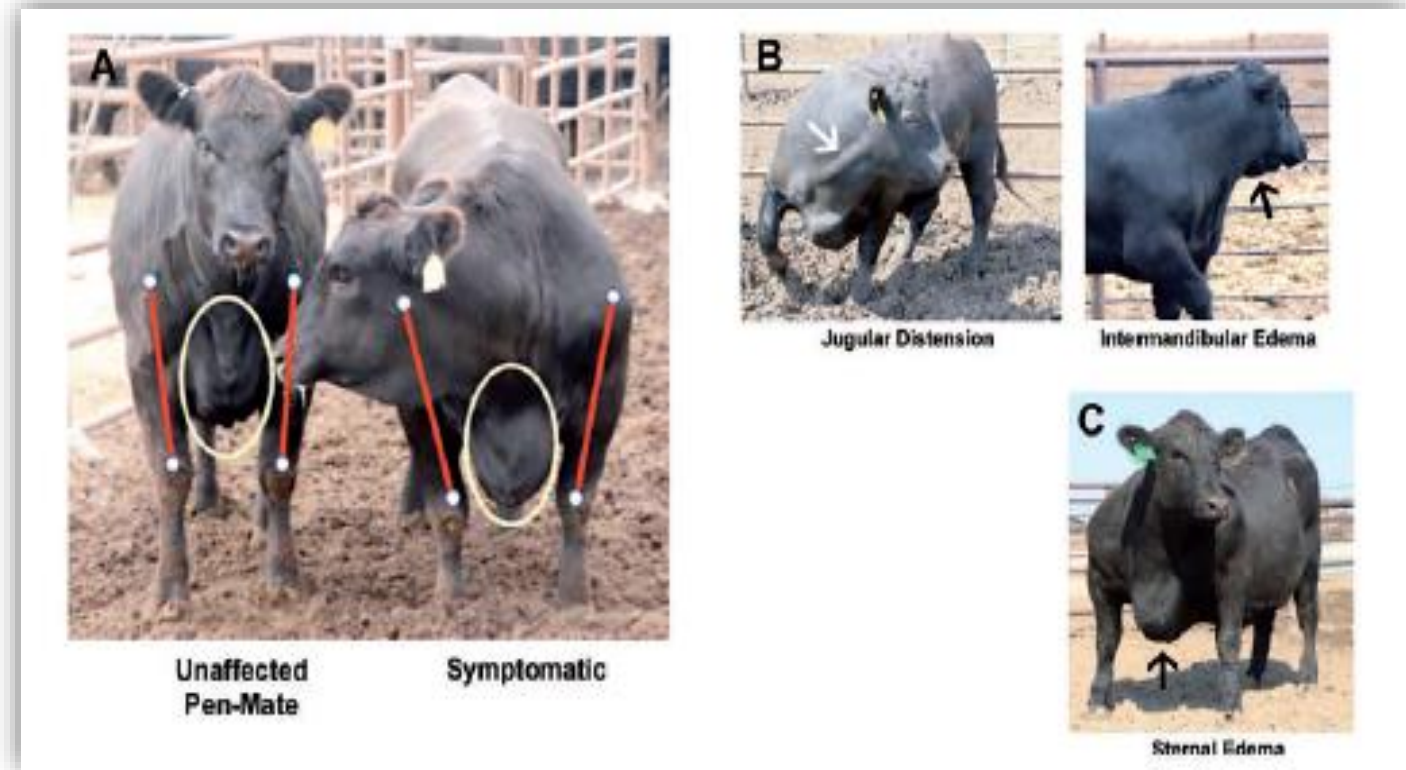 A
B
Jugular Distension
Intermandibular Edema
C
Unaffected
Pen-Mate
Symptomatic
Sternal Edema